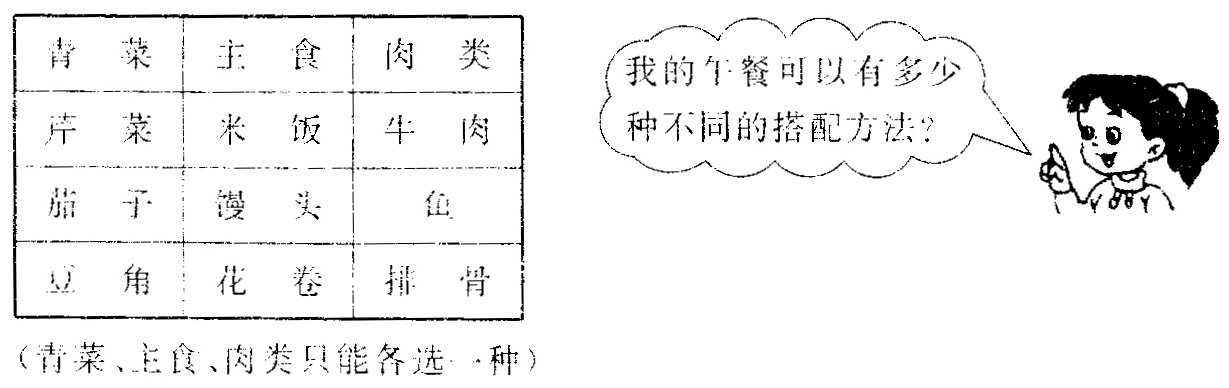 青菜 主食 肉类
芹菜 米饭 牛肉
茄子 馒头 鱼
豆角 花卷 排骨
(青菜、主食、肉类只能各选一种)
我的午餐可以有多少
种不同的搭配方法?